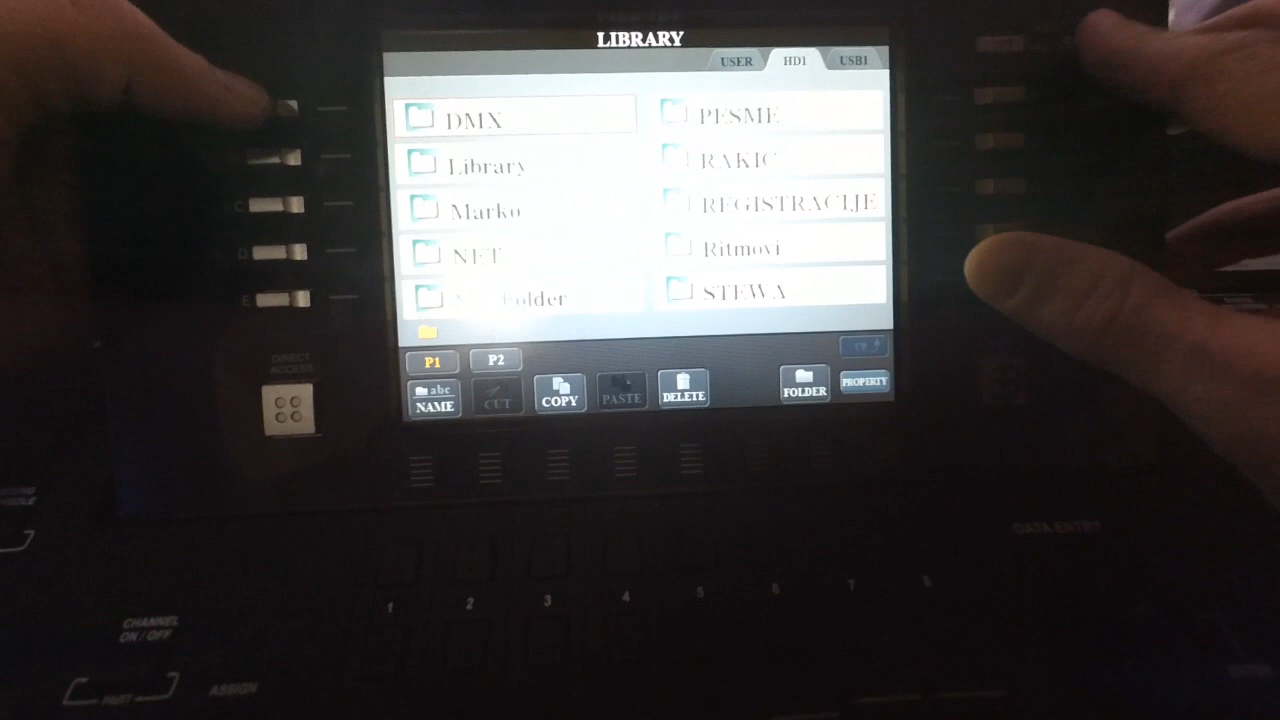 LIBRARY
USER HD1 USB1
DMX PESME
Library RAKIC
Marko REGISTRACIJE
NET Ritmovi
Folder STEWA
P1 P2 UP
NAME CUT COPY PASTE DELETE FOLDER PROPERTY
abc
C
D
E
DIRECT
ACCESS
DATA ENTRY
1 2 3 4 5 6 7 8
CHANNEL
ON / OFF
PART ASSIGN